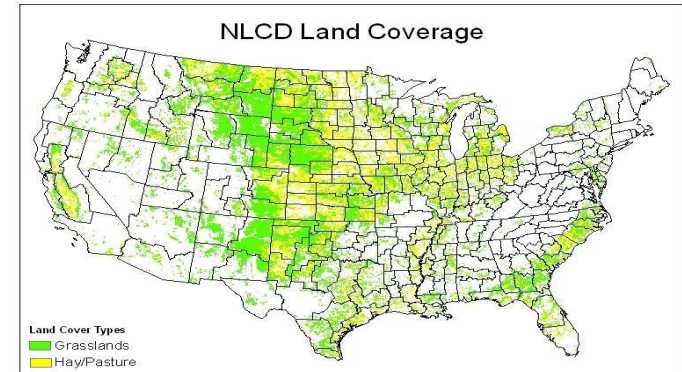 NLCD Land Coverage
Land Cover Types
Grasslands
Hay/Pasture